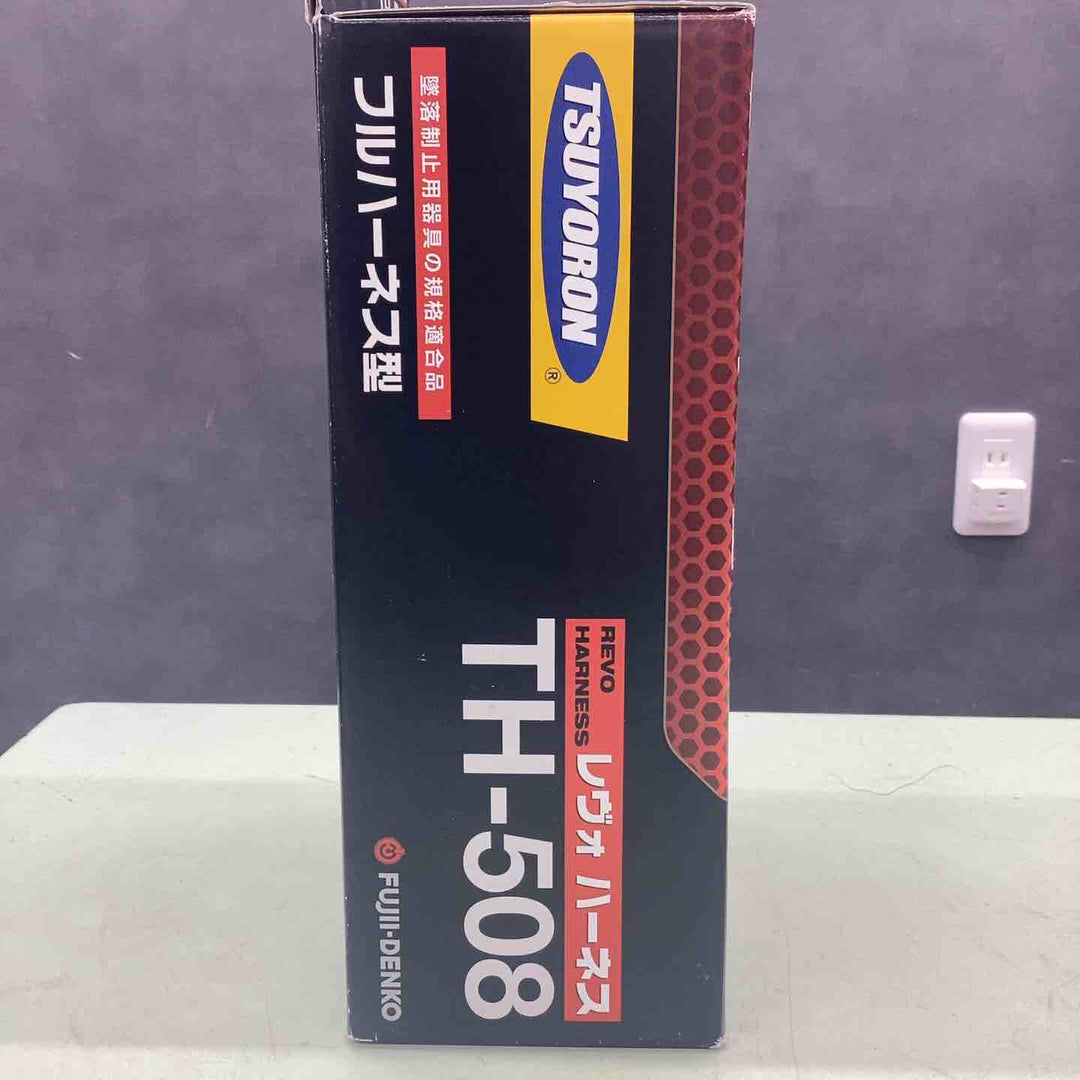 TSUYORON
®
墜落制止用器具の規格適合品
フルハーネス型
REVO
HARNESS
レヴォ ハーネス
TH-508
FUJII-DENKO